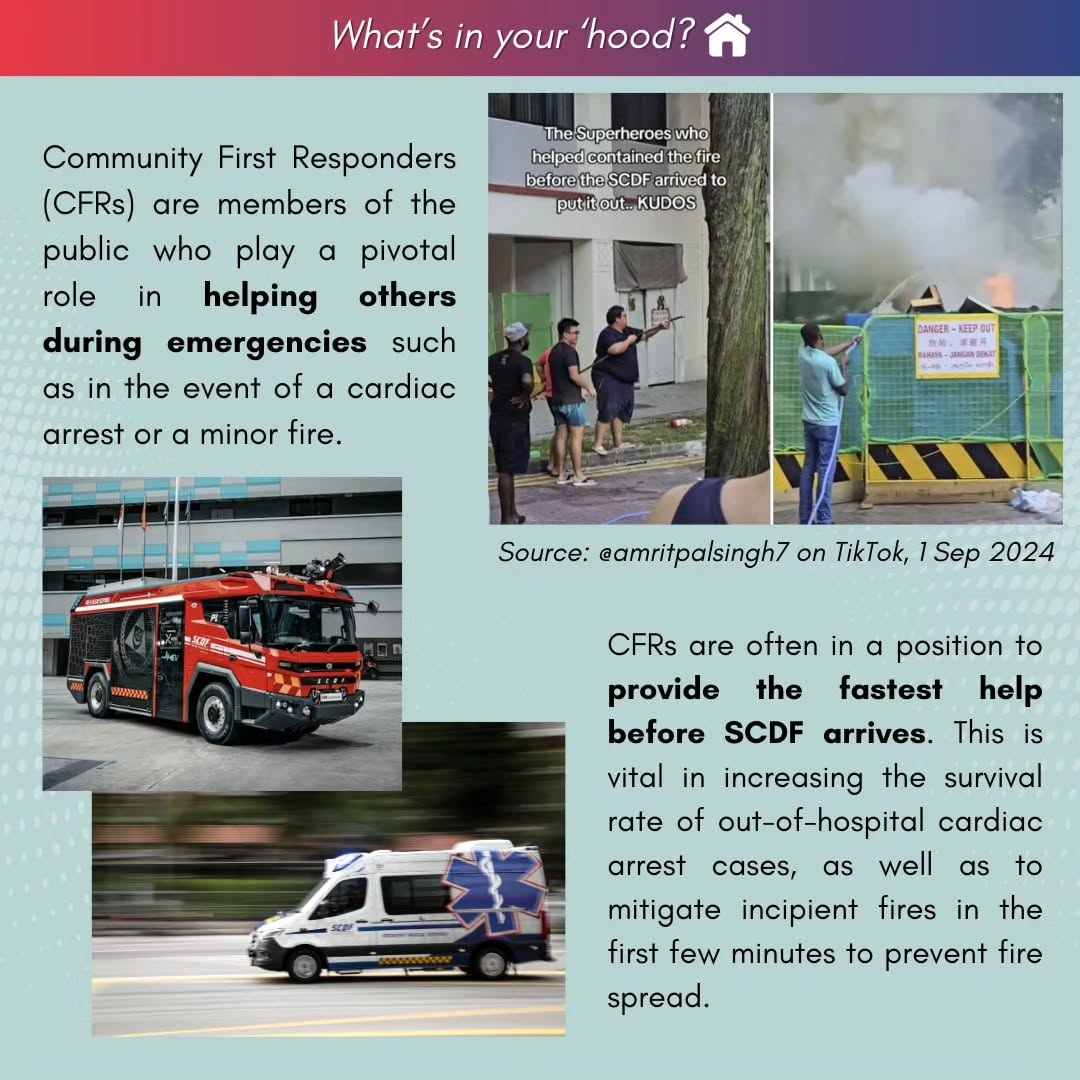 What's in your 'hood?
Community First Responders
(CFRs) are members of the
public who play a pivotal
role in helping others
during emergencies such
as in the event of a cardiac
arrest or a minor fire.
The Superheroes who
helped contained the fire
before the SCDF arrived to
put it out.. KUDOS
DANGER - KEEP OUT
危险, 请避开
BAHAYA - JANGAN DEKAT
Source: @amritpalsingh7 on TikTok, 1 Sep 2024
SCDF
SCDF
CFRs are often in a position to
provide the fastest help
before SCDF arrives. This is
vital in increasing the survival
rate of out-of-hospital cardiac
arrest cases, as well as to
mitigate incipient fires in the
first few minutes to prevent fire
spread.
SCDF